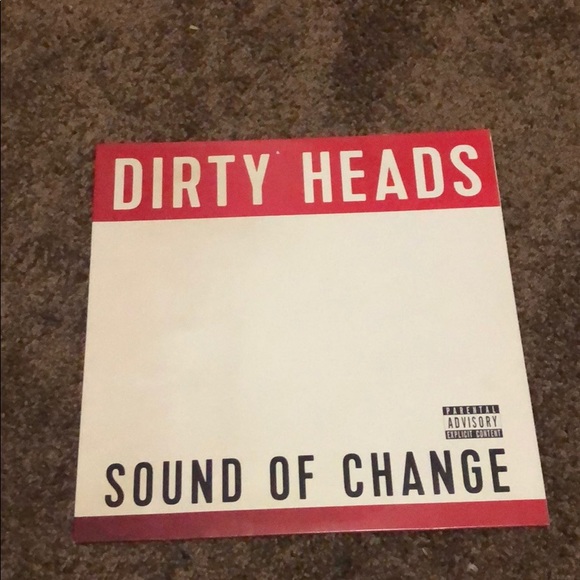 DIRTY HEADS
PARENTAL
ADVISORY
EXPLICIT CONTENT
SOUND OF CHANGE